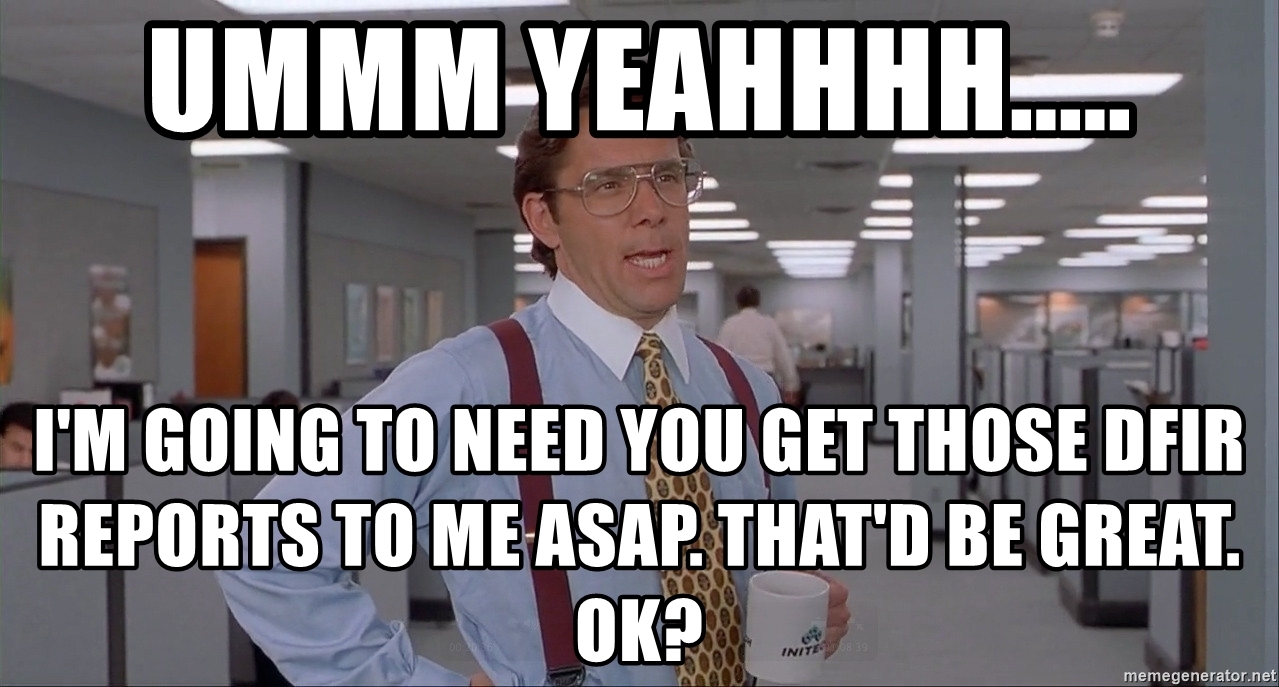 UMMM YEAHHHH.....
I'M GOING TO NEED YOU GET THOSE DFIR
REPORTS TO ME ASAP. THAT'D BE GREAT.
OK?
memegenerator.net